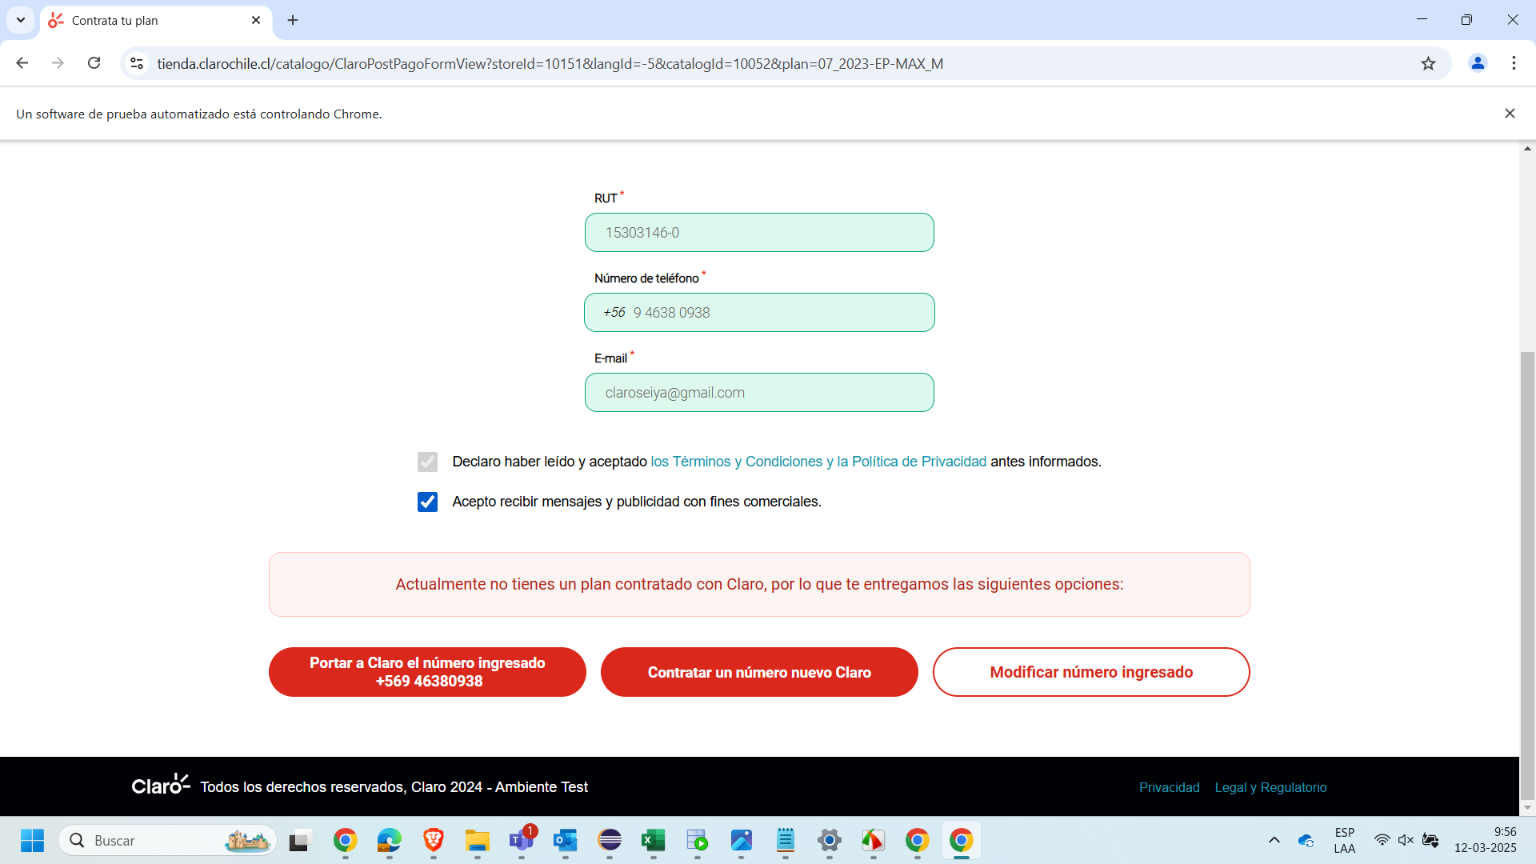 Contrata tu plan
tienda.clarochile.cl/catalogo/ClaroPostPagoFormView?storeId=10151&langId=-5&catalogId=10052&plan=07_2023-EP-MAX_M
Un software de prueba automatizado está controlando Chrome.
RUT *
15303146-0
Número de teléfono *
+56 9 4638 0938
E-mail *
claroseiya@gmail.com
Declaro haber leído y aceptado los Términos y Condiciones y la Política de Privacidad antes informados.
Acepto recibir mensajes y publicidad con fines comerciales.
Actualmente no tienes un plan contratado con Claro, por lo que te entregamos las siguientes opciones:
Portar a Claro el número ingresado
+569 46380938
Contratar un número nuevo Claro
Modificar número ingresado
Claro Todos los derechos reservados, Claro 2024 - Ambiente Test
Privacidad Legal y Regulatorio
Buscar
1
ESP
LAA
9:56
12-03-2025